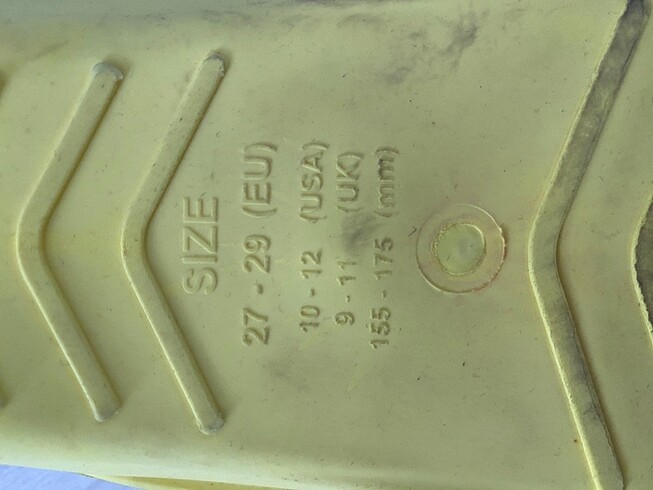 SIZE
27 - 29 (EU)
10 - 12 (USA)
9 - 11 (UK)
155 - 175 (mm)